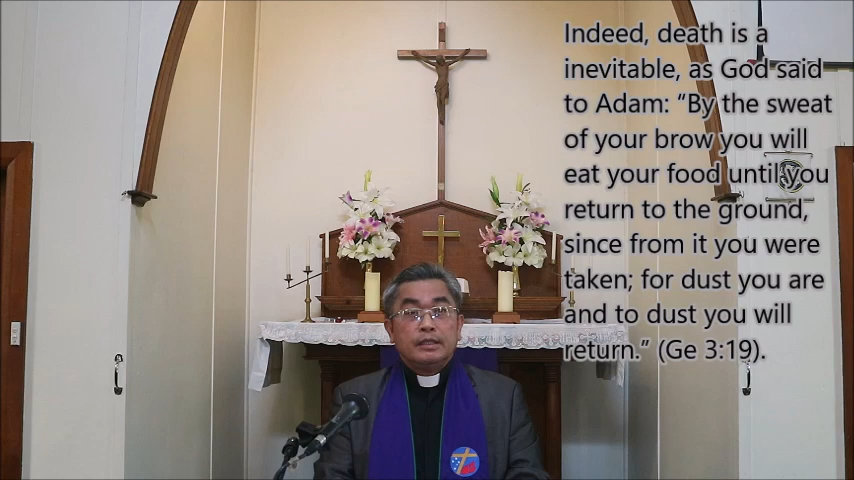 Indeed, death is a
inevitable, as God said
to Adam: “By the sweat
of your brow you will
eat your food until you
return to the ground,
since from it you were
taken; for dust you are
and to dust you will
return.” (Ge 3:19).